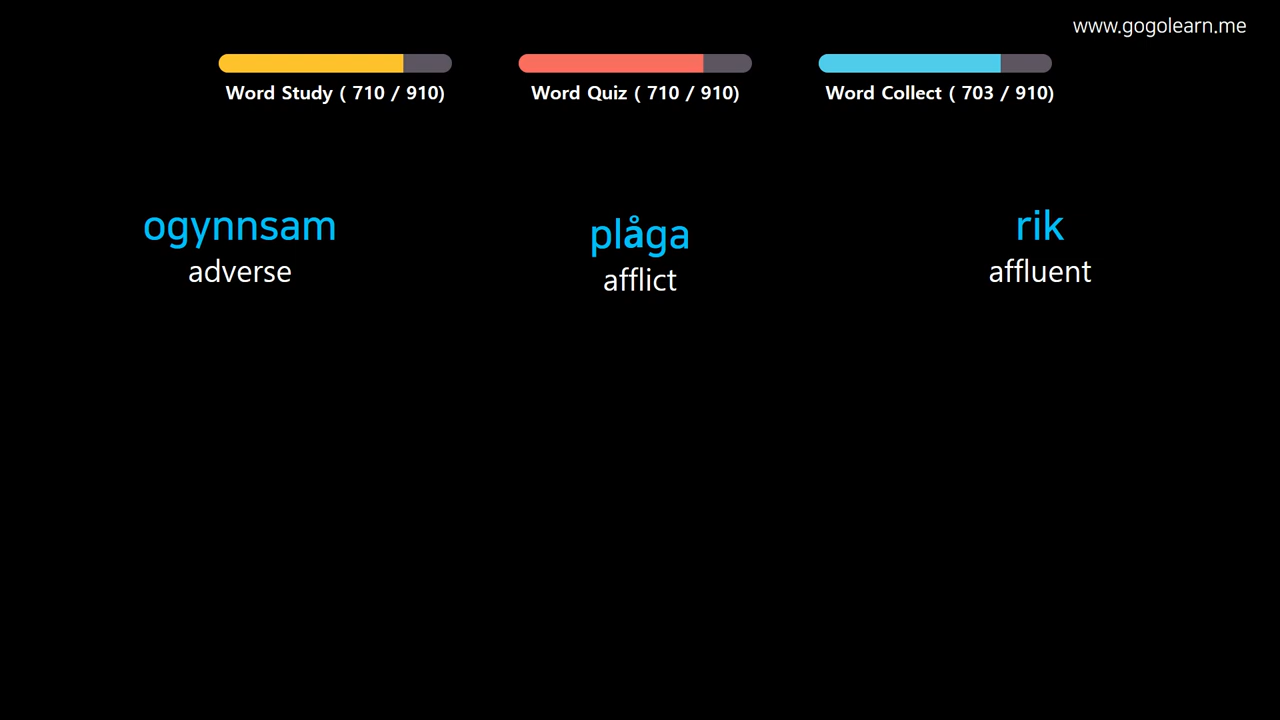 www.gogolearn.me
Word Study ( 710 / 910)
Word Quiz ( 710 / 910)
Word Collect ( 703 / 910)
ogynnsam
adverse
plåga
afflict
rik
affluent